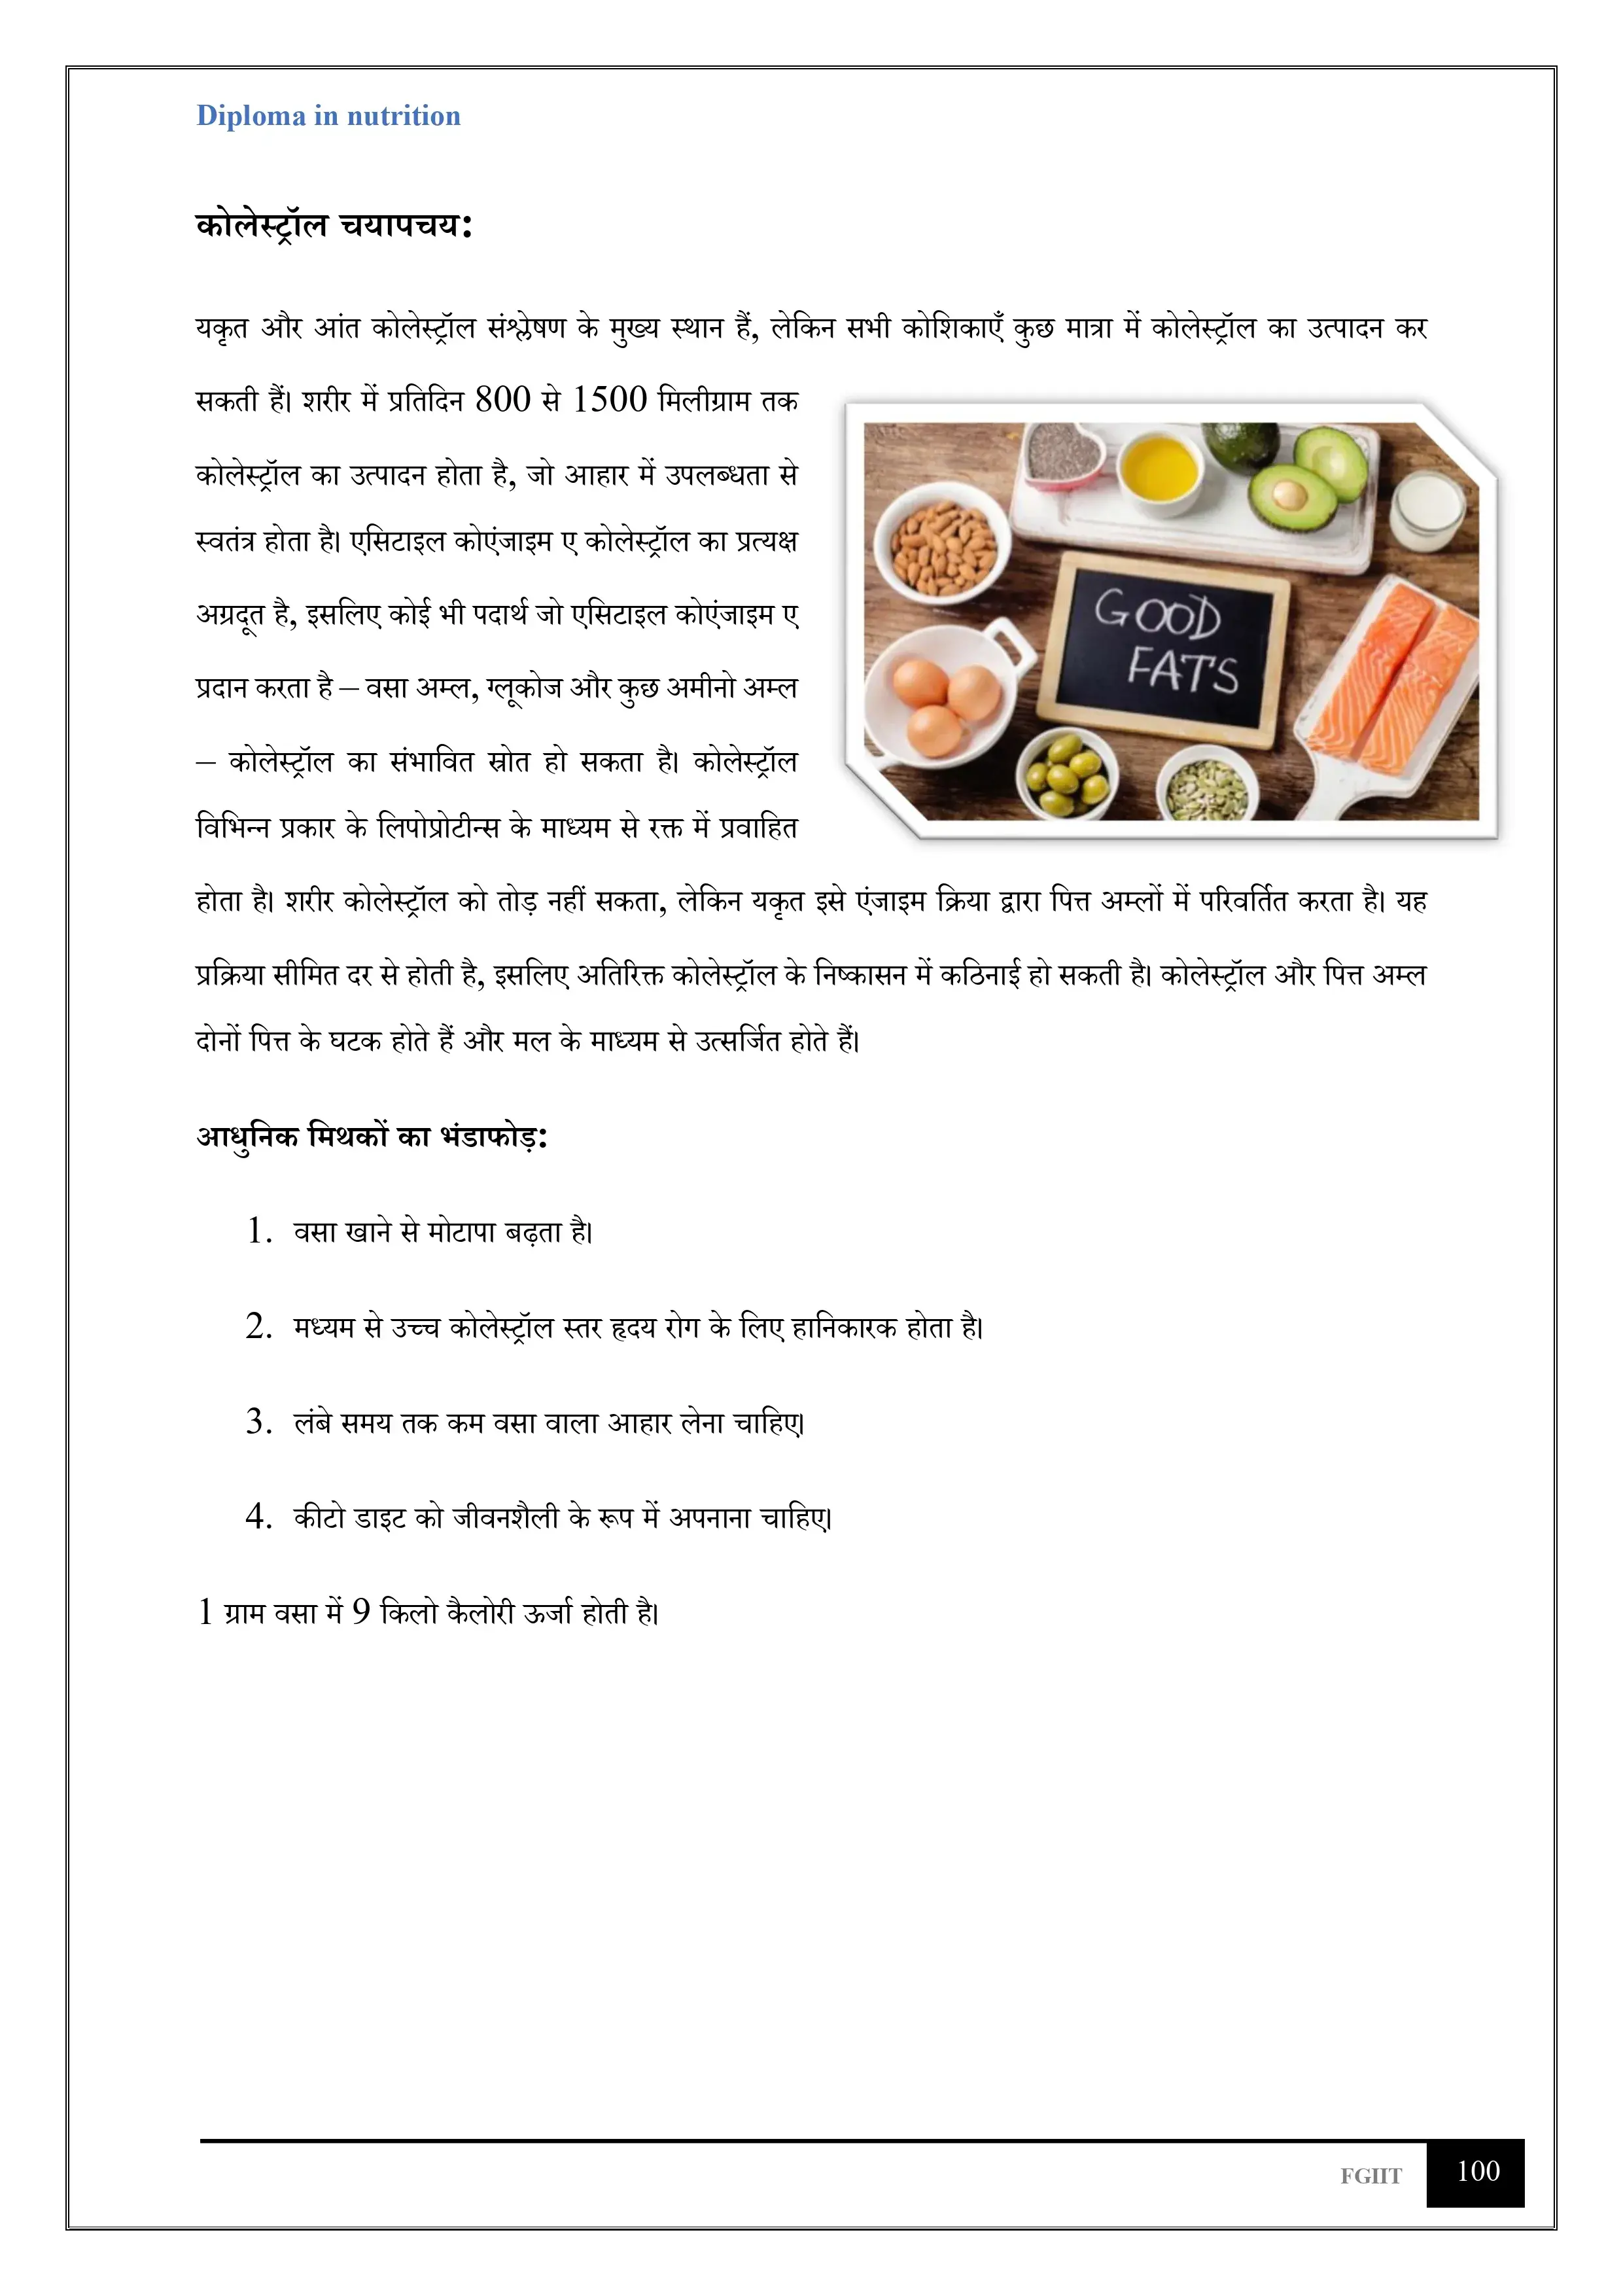 Diploma in nutrition
कोलेस्ट्रॉल चयापचय:
यकृत और आंत कोलेस्ट्रॉल संश्लेषण के मुख्य स्थान हैं, लेकिन सभी कोशिकाएँ कुछ मात्रा में कोलेस्ट्रॉल का उत्पादन कर
सकती हैं। शरीर में प्रतिदिन 800 से 1500 मिलीग्राम तक
कोलेस्ट्रॉल का उत्पादन होता है, जो आहार में उपलब्धता से
स्वतंत्र होता है। एसिटाइल कोएंजाइम ए कोलेस्ट्रॉल का प्रत्यक्ष
अग्रदूत है, इसलिए कोई भी पदार्थ जो एसिटाइल कोएंजाइम ए
प्रदान करता है – वसा अम्ल, ग्लूकोज और कुछ अमीनो अम्ल
– कोलेस्ट्रॉल का संभावित स्रोत हो सकता है। कोलेस्ट्रॉल
विभिन्न प्रकार के लिपोप्रोटीन्स के माध्यम से रक्त में प्रवाहित
GOOD
FATS
होता है। शरीर कोलेस्ट्रॉल को तोड़ नहीं सकता, लेकिन यकृत इसे एंजाइम क्रिया द्वारा पित्त अम्लों में परिवर्तित करता है। यह
प्रक्रिया सीमित दर से होती है, इसलिए अतिरिक्त कोलेस्ट्रॉल के निष्कासन में कठिनाई हो सकती है। कोलेस्ट्रॉल और पित्त अम्ल
दोनों पित्त के घटक होते हैं और मल के माध्यम से उत्सर्जित होते हैं।
आधुनिक मिथकों का भंडाफोड़:
1. वसा खाने से मोटापा बढ़ता है।
2. मध्यम से उच्च कोलेस्ट्रॉल स्तर हृदय रोग के लिए हानिकारक होता है।
3. लंबे समय तक कम वसा वाला आहार लेना चाहिए।
4. कीटो डाइट को जीवनशैली के रूप में अपनाना चाहिए।
1 ग्राम वसा में 9 किलो कैलोरी ऊर्जा होती है।
FGIIT 100